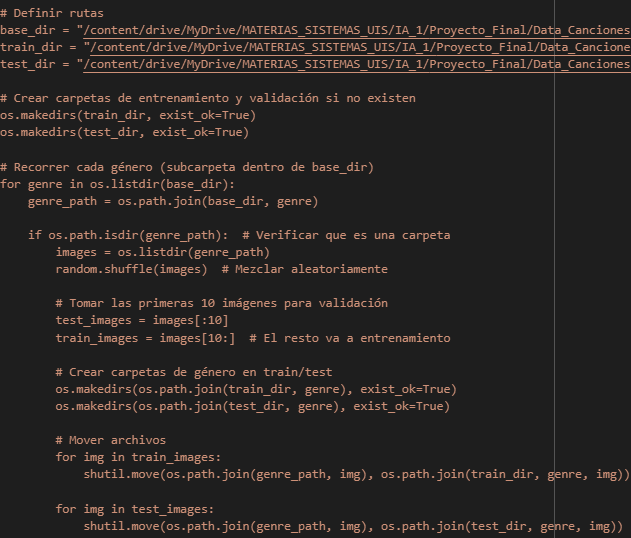 # Definir rutas
base_dir = "/content/drive/MyDrive/MATERIAS_SISTEMAS_UIS/IA_1/Proyecto_Final/Data_Canciones
train_dir = "/content/drive/MyDrive/MATERIAS_SISTEMAS_UIS/IA_1/Proyecto_Final/Data_Cancione
test_dir = "/content/drive/MyDrive/MATERIAS_SISTEMAS_UIS/IA_1/Proyecto_Final/Data_Canciones
# Crear carpetas de entrenamiento y validación si no existen
os.makedirs(train_dir, exist_ok=True)
os.makedirs(test_dir, exist_ok=True)
# Recorrer cada género (subcarpeta dentro de base_dir)
for genre in os.listdir(base_dir):
    genre_path = os.path.join(base_dir, genre)
    if os.path.isdir(genre_path):  # Verificar que es una carpeta
        images = os.listdir(genre_path)
        random.shuffle(images)  # Mezclar aleatoriamente
        # Tomar las primeras 10 imágenes para validación
        test_images = images[:10]
        train_images = images[10:]  # El resto va a entrenamiento
        # Crear carpetas de género en train/test
        os.makedirs(os.path.join(train_dir, genre), exist_ok=True)
        os.makedirs(os.path.join(test_dir, genre), exist_ok=True)
        # Mover archivos
        for img in train_images:
            shutil.move(os.path.join(genre_path, img), os.path.join(train_dir, genre, img))
        for img in test_images:
            shutil.move(os.path.join(genre_path, img), os.path.join(test_dir, genre, img))